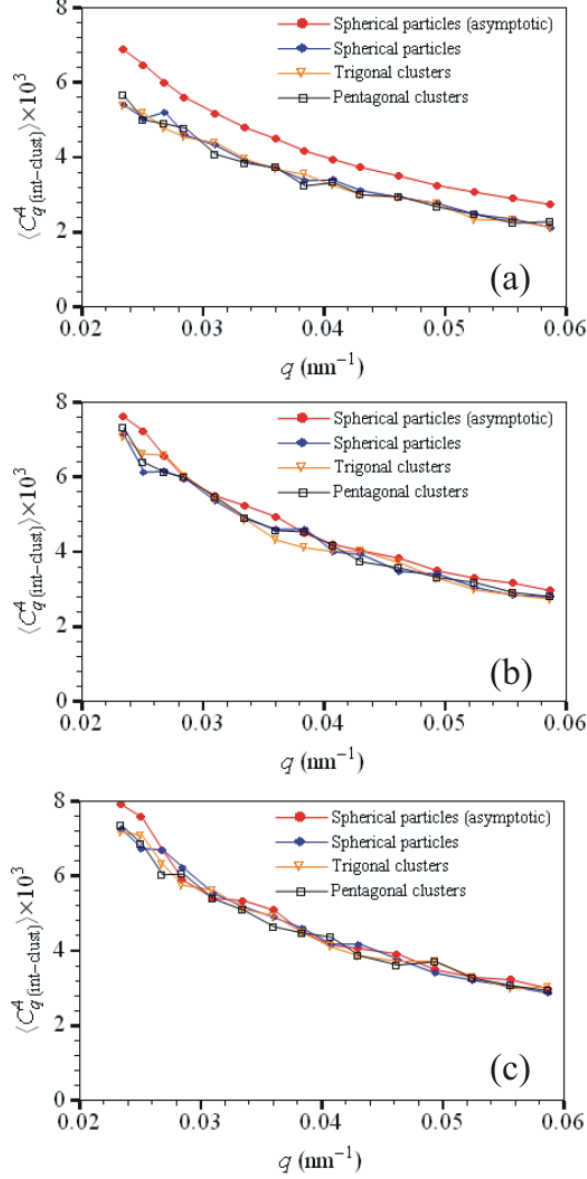 8
6
4
2
0
⟨C⁴q (int−clust)⟩×10³
Spherical particles (asymptotic)
Spherical particles
Trigonal clusters
Pentagonal clusters
(a)
0.02 0.03 0.04 0.05 0.06
q (nm⁻¹)
8
6
4
2
0
⟨C⁴q (int−clust)⟩×10³
Spherical particles (asymptotic)
Spherical particles
Trigonal clusters
Pentagonal clusters
(b)
0.02 0.03 0.04 0.05 0.06
q (nm⁻¹)
8
6
4
2
0
⟨C⁴q (int−clust)⟩×10³
Spherical particles (asymptotic)
Spherical particles
Trigonal clusters
Pentagonal clusters
(c)
0.02 0.03 0.04 0.05 0.06
q (nm⁻¹)